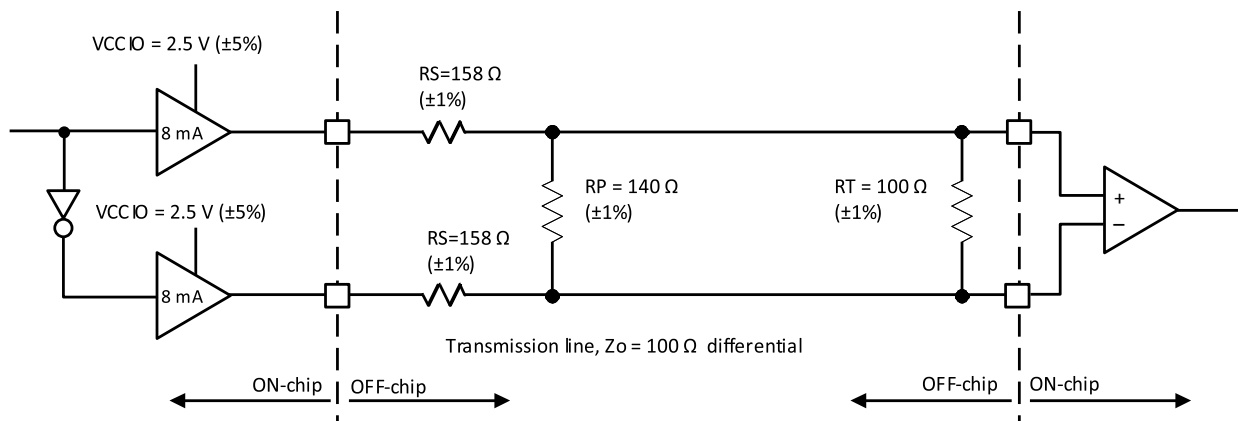 VCCIO = 2.5 V (±5%)
8 mA
RS=158 Ω
(±1%)
VCCIO = 2.5 V (±5%)
8 mA
RS=158 Ω
(±1%)
RP = 140 Ω
(±1%)
RT = 100 Ω
(±1%)
+
−
Transmission line, Zo = 100 Ω differential
ON-chip
OFF-chip
OFF-chip
ON-chip